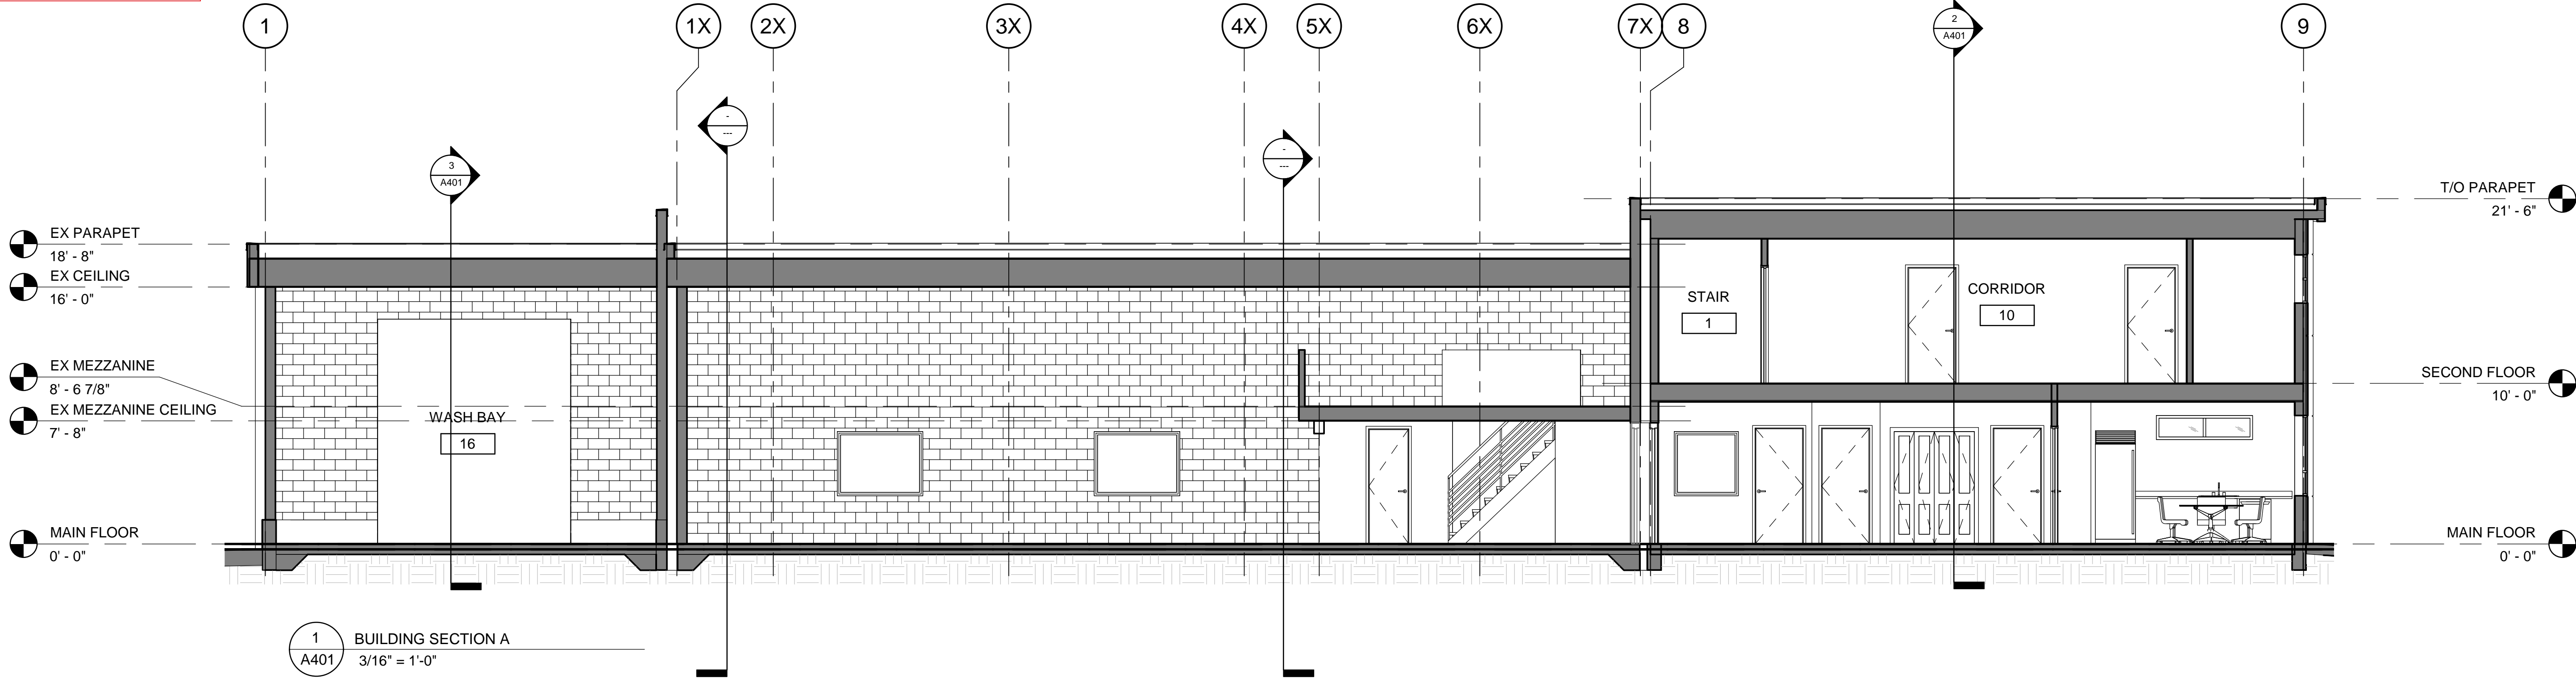 1
1X
2X
3X
4X
5X
6X
7X
8
2
A401
9
-
---
-
---
3
A401
EX PARAPET
18' - 8"
EX CEILING
16' - 0"
EX MEZZANINE
8' - 6 7/8"
EX MEZZANINE CEILING
7' - 8"
MAIN FLOOR
0' - 0"
WASH BAY
16
STAIR
1
CORRIDOR
10
T/O PARAPET
21' - 6"
SECOND FLOOR
10' - 0"
MAIN FLOOR
0' - 0"
1
A401
BUILDING SECTION A
3/16" = 1'-0"